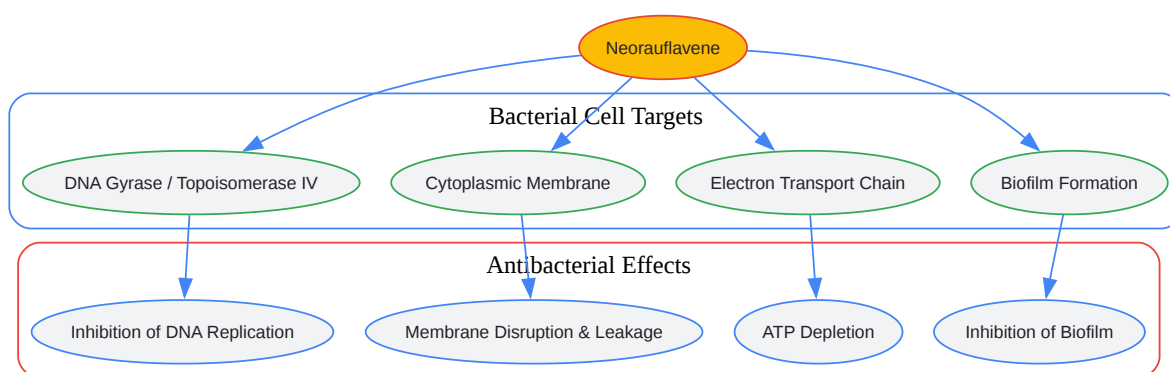 Neorauflavene
Bacterial Cell Targets
DNA Gyrase / Topoisomerase IV
Cytoplasmic Membrane
Electron Transport Chain
Biofilm Formation
Antibacterial Effects
Inhibition of DNA Replication
Membrane Disruption & Leakage
ATP Depletion
Inhibition of Biofilm